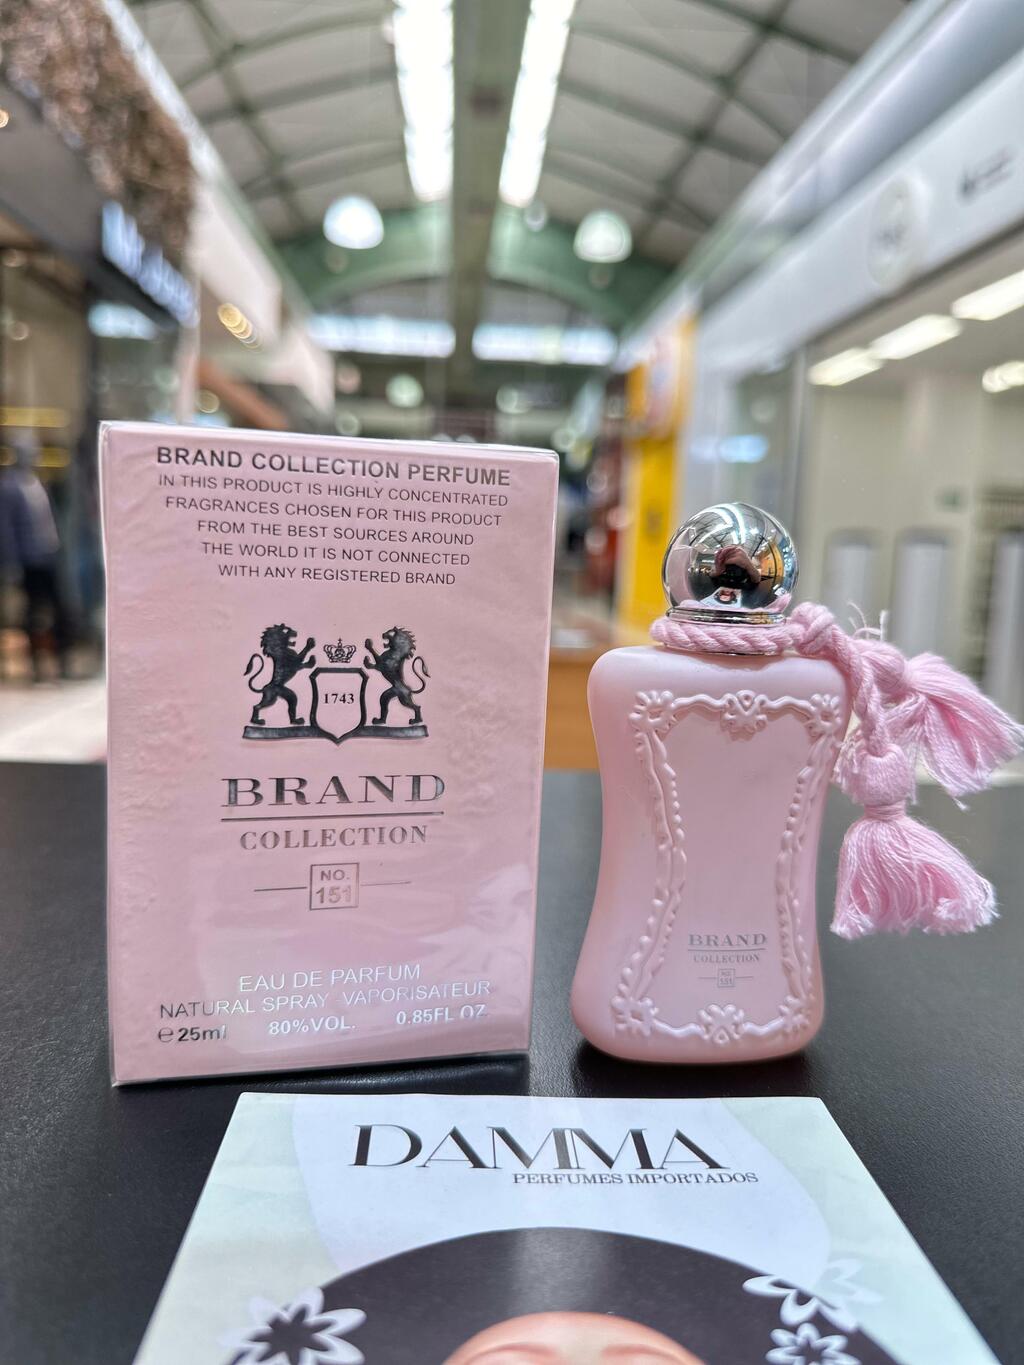 BRAND COLLECTION PERFUME
IN THIS PRODUCT IS HIGHLY CONCENTRATED
FRAGRANCES CHOSEN FOR THIS PRODUCT
FROM THE BEST SOURCES AROUND
THE WORLD IT IS NOT CONNECTED
WITH ANY REGISTERED BRAND
1743
BRAND
COLLECTION
NO.
151
EAU DE PARFUM
NATURAL SPRAY -VAPORISATEUR
℮25ml 80%VOL. 0.85FL OZ.
BRAND
COLLECTION
NO.
151
DAMMA
PERFUMES IMPORTADOS